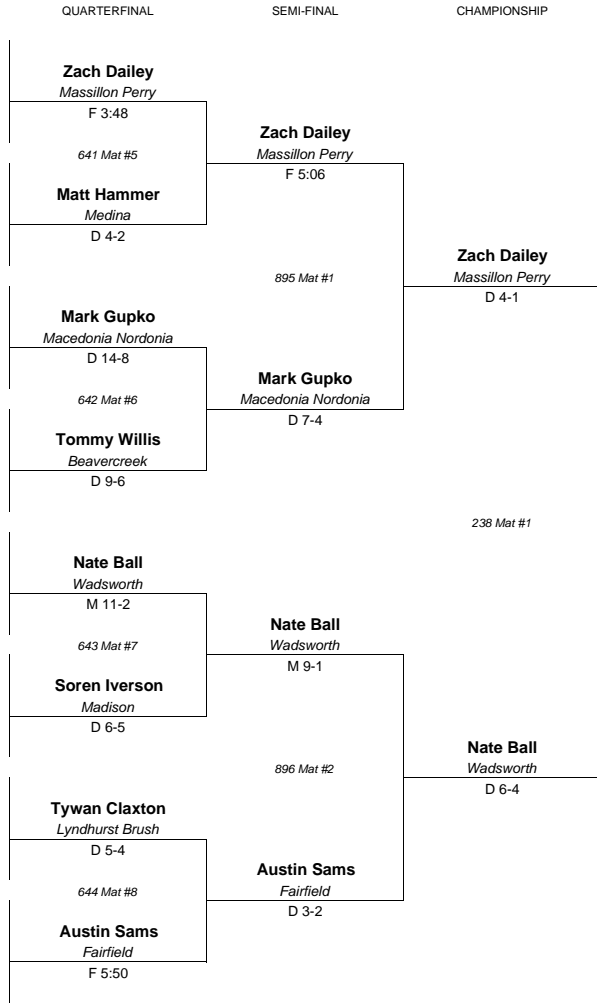 QUARTERFINAL
SEMI-FINAL
CHAMPIONSHIP
Zach Dailey
Massillon Perry
F 3:48
641 Mat #5
Matt Hammer
Medina
D 4-2
Zach Dailey
Massillon Perry
F 5:06
895 Mat #1
Zach Dailey
Massillon Perry
D 4-1
Mark Gupko
Macedonia Nordonia
D 14-8
642 Mat #6
Tommy Willis
Beavercreek
D 9-6
Mark Gupko
Macedonia Nordonia
D 7-4
238 Mat #1
Nate Ball
Wadsworth
M 11-2
643 Mat #7
Soren Iverson
Madison
D 6-5
Nate Ball
Wadsworth
M 9-1
896 Mat #2
Nate Ball
Wadsworth
D 6-4
Tywan Claxton
Lyndhurst Brush
D 5-4
644 Mat #8
Austin Sams
Fairfield
F 5:50
Austin Sams
Fairfield
D 3-2